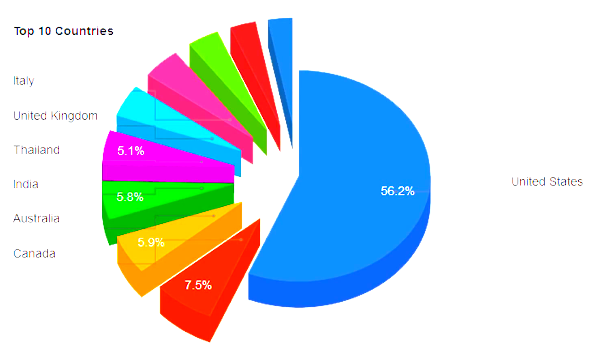 Top 10 Countries
Italy
United Kingdom
Thailand
India
Australia
Canada
5.1%
5.8%
5.9%
7.5%
56.2%
United States